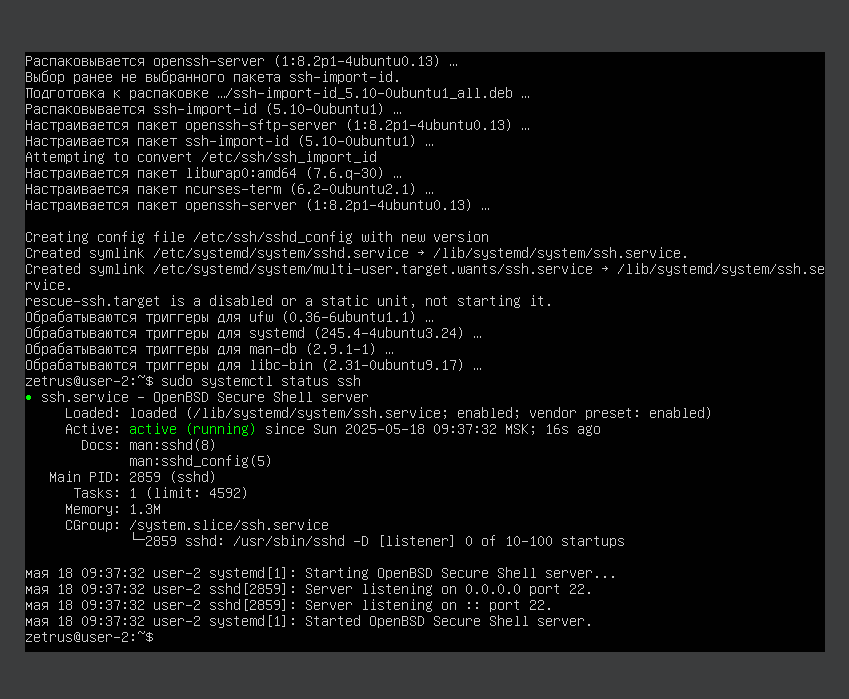 Распаковывается openssh-server (1:8.2p1-4ubuntu0.13) …
Выбор ранее не выбранного пакета ssh-import-id.
Подготовка к распаковке …/ssh-import-id_5.10-0ubuntu1_all.deb …
Распаковывается ssh-import-id (5.10-0ubuntu1) …
Настраивается пакет openssh-sftp-server (1:8.2p1-4ubuntu0.13) …
Настраивается пакет ssh-import-id (5.10-0ubuntu1) …
Attempting to convert /etc/ssh/ssh_import_id
Настраивается пакет libwrap0:amd64 (7.6.q-30) …
Настраивается пакет ncurses-term (6.2-0ubuntu2.1) …
Настраивается пакет openssh-server (1:8.2p1-4ubuntu0.13) …
Creating config file /etc/ssh/sshd_config with new version
Created symlink /etc/systemd/system/sshd.service → /lib/systemd/system/ssh.service.
Created symlink /etc/systemd/system/multi-user.target.wants/ssh.service → /lib/systemd/system/ssh.se
rvice.
rescue-ssh.target is a disabled or a static unit, not starting it.
Обрабатываются триггеры для ufw (0.36-6ubuntu1.1) …
Обрабатываются триггеры для systemd (245.4-4ubuntu3.24) …
Обрабатываются триггеры для man-db (2.9.1-1) …
Обрабатываются триггеры для libc-bin (2.31-0ubuntu9.17) …
zetrus@user-2:~$ sudo systemctl status ssh
● ssh.service - OpenBSD Secure Shell server
Loaded: loaded (/lib/systemd/system/ssh.service; enabled; vendor preset: enabled)
Active: active (running) since Sun 2025-05-18 09:37:32 MSK; 16s ago
Docs: man:sshd(8)
man:sshd_config(5)
Main PID: 2859 (sshd)
Tasks: 1 (limit: 4592)
Memory: 1.3M
CGroup: /system.slice/ssh.service
└─2859 sshd: /usr/sbin/sshd -D [listener] 0 of 10-100 startups
мая 18 09:37:32 user-2 systemd[1]: Starting OpenBSD Secure Shell server...
мая 18 09:37:32 user-2 sshd[2859]: Server listening on 0.0.0.0 port 22.
мая 18 09:37:32 user-2 sshd[2859]: Server listening on :: port 22.
мая 18 09:37:32 user-2 systemd[1]: Started OpenBSD Secure Shell server.
zetrus@user-2:~$